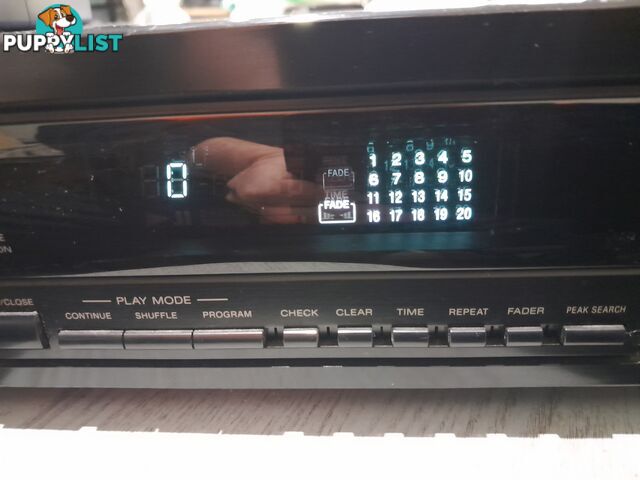 PUPPYLIST
0
FADE
TIME
FADE
1 2 3 4 5
6 7 8 9 10
11 12 13 14 15
16 17 18 19 20
PLAY MODE
/CLOSE
CONTINUE SHUFFLE PROGRAM CHECK CLEAR TIME REPEAT FADER PEAK SEARCH